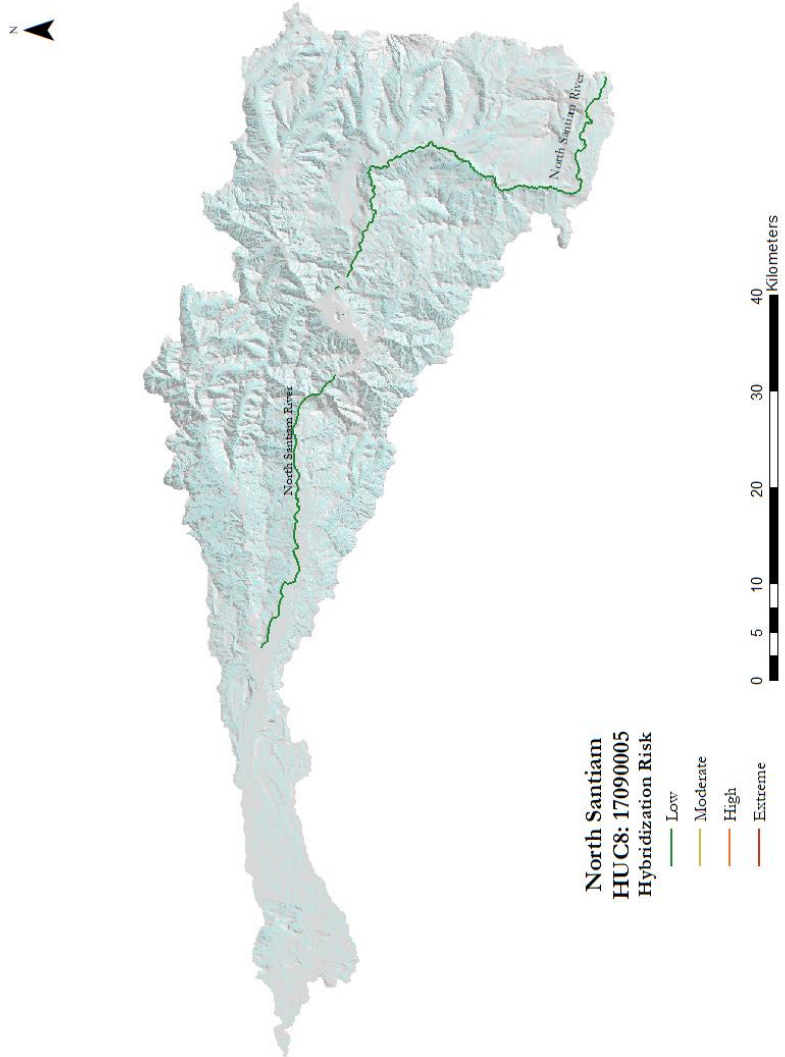 N
North Santiam River
North Santiam River
North Santiam
HUC8: 17090005
Hybridization Risk
Low
Moderate
High
Extreme
0 5 10 20 30 40
Kilometers